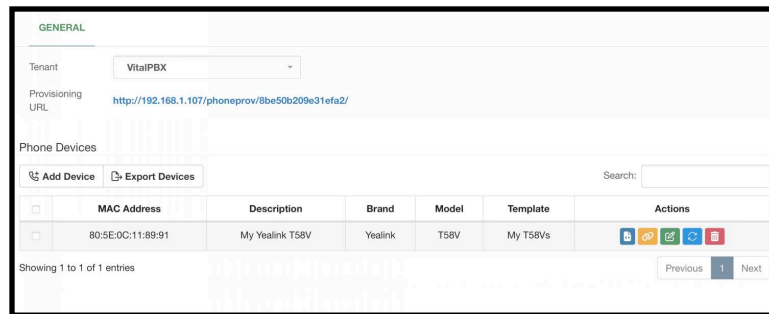 GENERAL
Tenant VitalPBX
Provisioning
URL
http://192.168.1.107/phoneprov/8be50b209e31efa2/
Phone Devices
Add Device Export Devices Search:
MAC Address Description Brand Model Template Actions
80:5E:0C:11:89:91 My Yealink T58V Yealink T58V My T58Vs
Showing 1 to 1 of 1 entries Previous 1 Next